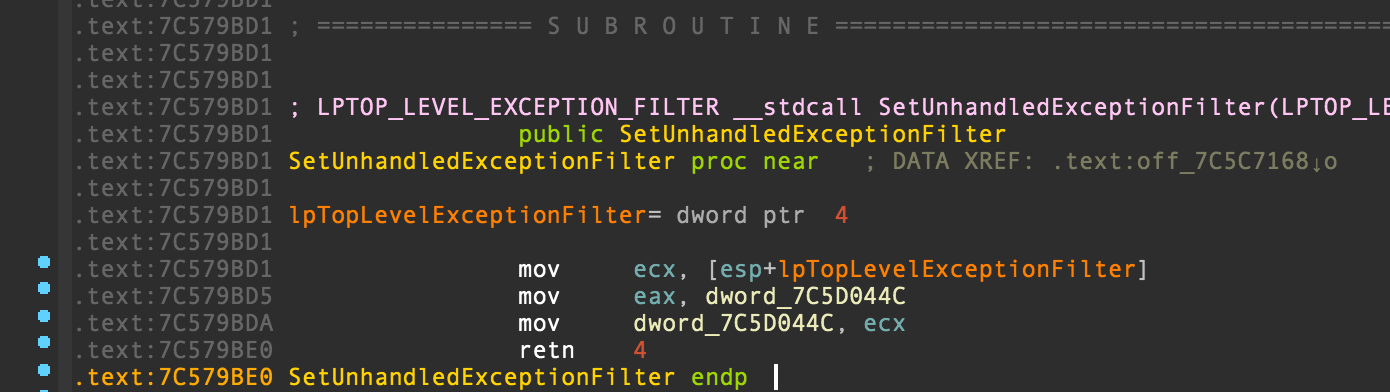 .text:7C579BD1
.text:7C579BD1 ; =============== S U B R O U T I N E =======================================
.text:7C579BD1
.text:7C579BD1
.text:7C579BD1 ; LPTOP_LEVEL_EXCEPTION_FILTER __stdcall SetUnhandledExceptionFilter(LPTOP_LE
.text:7C579BD1 public SetUnhandledExceptionFilter
.text:7C579BD1 SetUnhandledExceptionFilter proc near ; DATA XREF: .text:off_7C5C7168↓o
.text:7C579BD1
.text:7C579BD1 lpTopLevelExceptionFilter= dword ptr 4
.text:7C579BD1
.text:7C579BD1 mov ecx, [esp+lpTopLevelExceptionFilter]
.text:7C579BD5 mov eax, dword_7C5D044C
.text:7C579BDA mov dword_7C5D044C, ecx
.text:7C579BE0 retn 4
.text:7C579BE0 SetUnhandledExceptionFilter endp